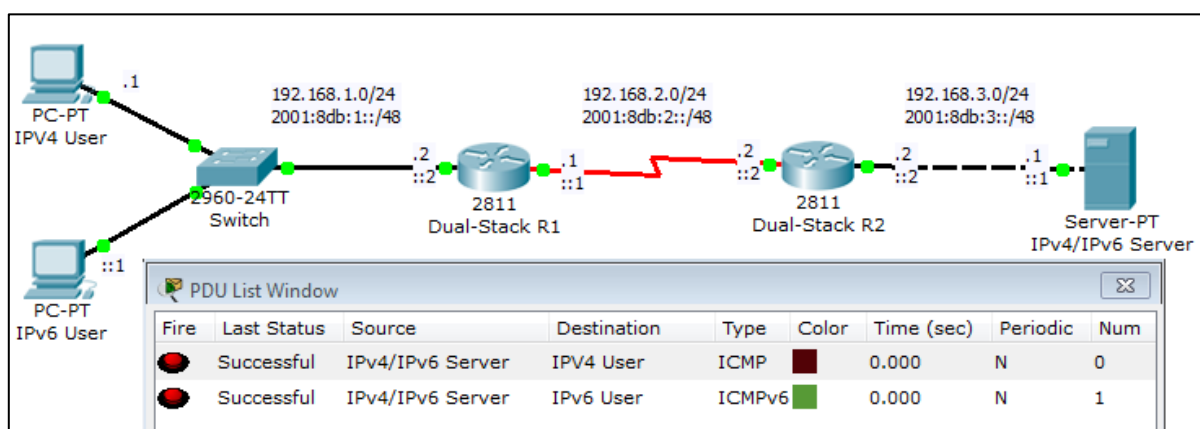 .1
PC-PT
IPV4 User
192.168.1.0/24
2001:8db:1::/48
192.168.2.0/24
2001:8db:2::/48
192.168.3.0/24
2001:8db:3::/48
2960-24TT
Switch
.2
::2
2811
Dual-Stack R1
.1
::1
.2
::2
2811
Dual-Stack R2
.2
::2
.1
::1
Server-PT
IPv4/IPv6 Server
::1
PC-PT
IPv6 User
PDU List Window
Fire Last Status Source Destination Type Color Time (sec) Periodic Num
Successful IPv4/IPv6 Server IPV4 User ICMP 0.000 N 0
Successful IPv4/IPv6 Server IPv6 User ICMPv6 0.000 N 1